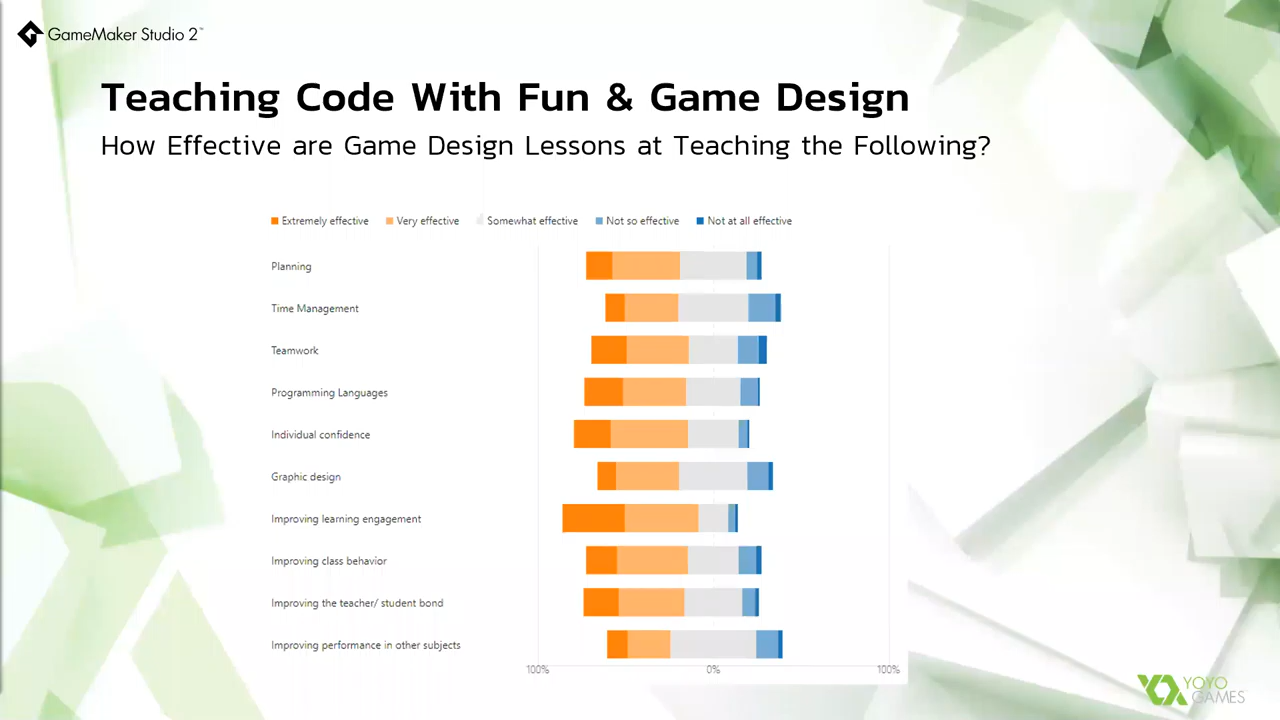 GameMaker Studio 2™
Teaching Code With Fun & Game Design
How Effective are Game Design Lessons at Teaching the Following?
Extremely effective Very effective Somewhat effective Not so effective Not at all effective
Planning
Time Management
Teamwork
Programming Languages
Individual confidence
Graphic design
Improving learning engagement
Improving class behavior
Improving the teacher/ student bond
Improving performance in other subjects
100% 0% 100%
YOYO
GAMES